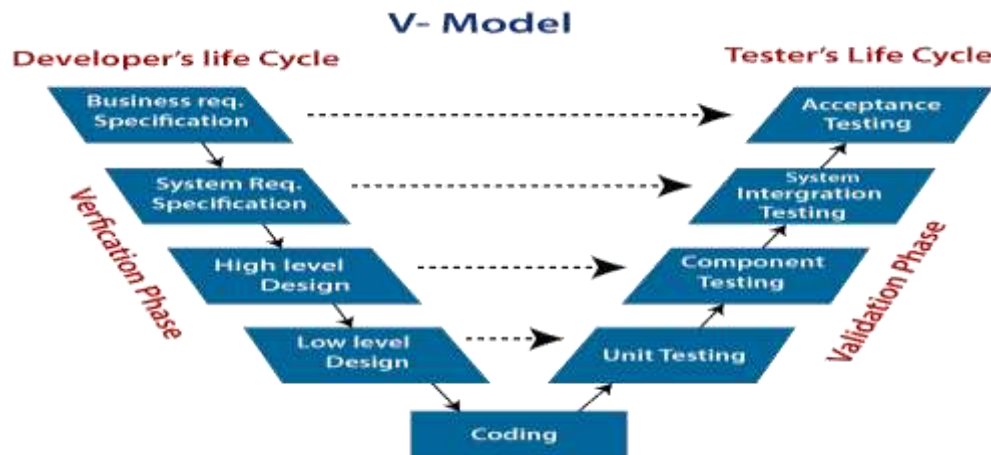 V- Model
Developer's life Cycle
Tester's Life Cycle
Business req.
Specification
Acceptance
Testing
System Req.
Specification
System
Intergration
Testing
Verfication Phase
High level
Design
Component
Testing
Validation Phase
Low level
Design
Unit Testing
Coding